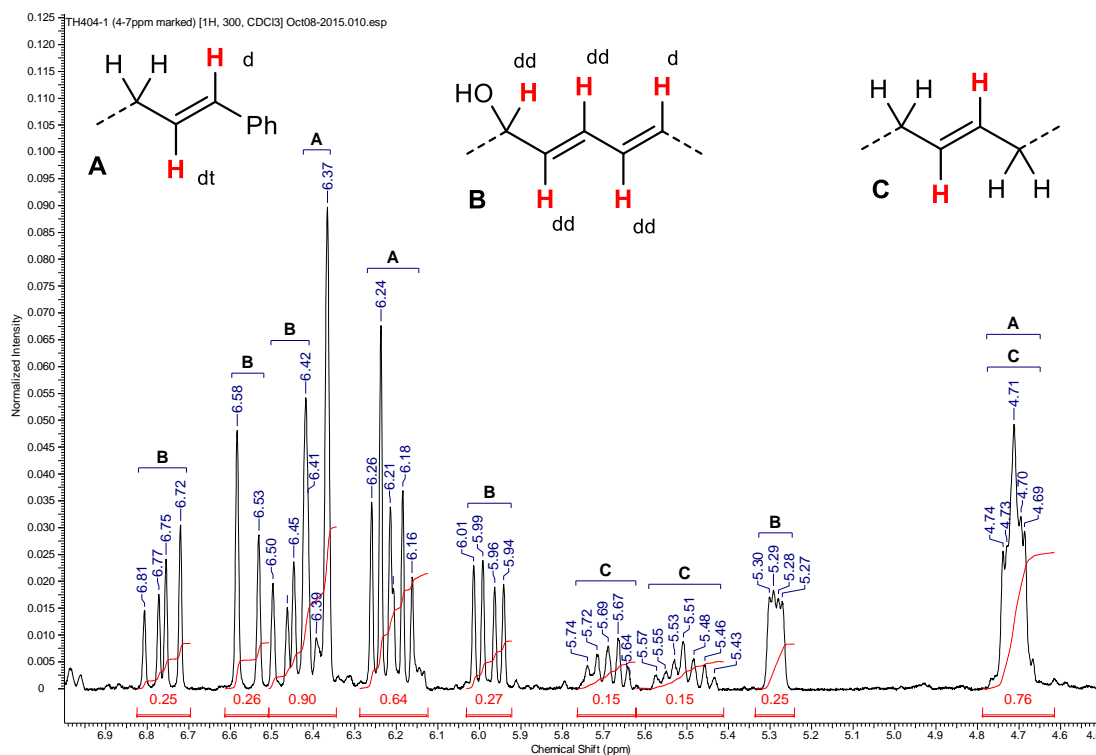 TH404-1 (4-7ppm marked) [1H, 300, CDCl3] Oct08-2015.010.esp
0.125
0.120
0.115
0.110
0.105
0.100
0.095
0.090
0.085
0.080
0.075
0.070
0.065
0.060
0.055
0.050
0.045
0.040
0.035
0.030
0.025
0.020
0.015
0.010
0.005
0
Normalized Intensity
H H H d
Ph
A H dt
HO dd H dd H d H
B H dd H dd
H H H
C H H H
B
6.81
6.77
6.75
6.72
B
6.58
6.53
B
6.50
6.45
6.42
6.41
6.39
A
6.37
A
6.26
6.24
6.21
6.18
6.16
B
6.01
5.99
5.96
5.94
C
5.74
5.72
5.69
5.67
5.64
C
5.57
5.55
5.53
5.51
5.48
5.46
5.43
B
5.30
5.29
5.28
5.27
A
C
4.74
4.73
4.71
4.70
4.69
0.25 0.26 0.90 0.64 0.27 0.15 0.15 0.25 0.76
6.9 6.8 6.7 6.6 6.5 6.4 6.3 6.2 6.1 6.0 5.9 5.8 5.7 5.6 5.5 5.4 5.3 5.2 5.1 5.0 4.9 4.8 4.7 4.6
Chemical Shift (ppm)